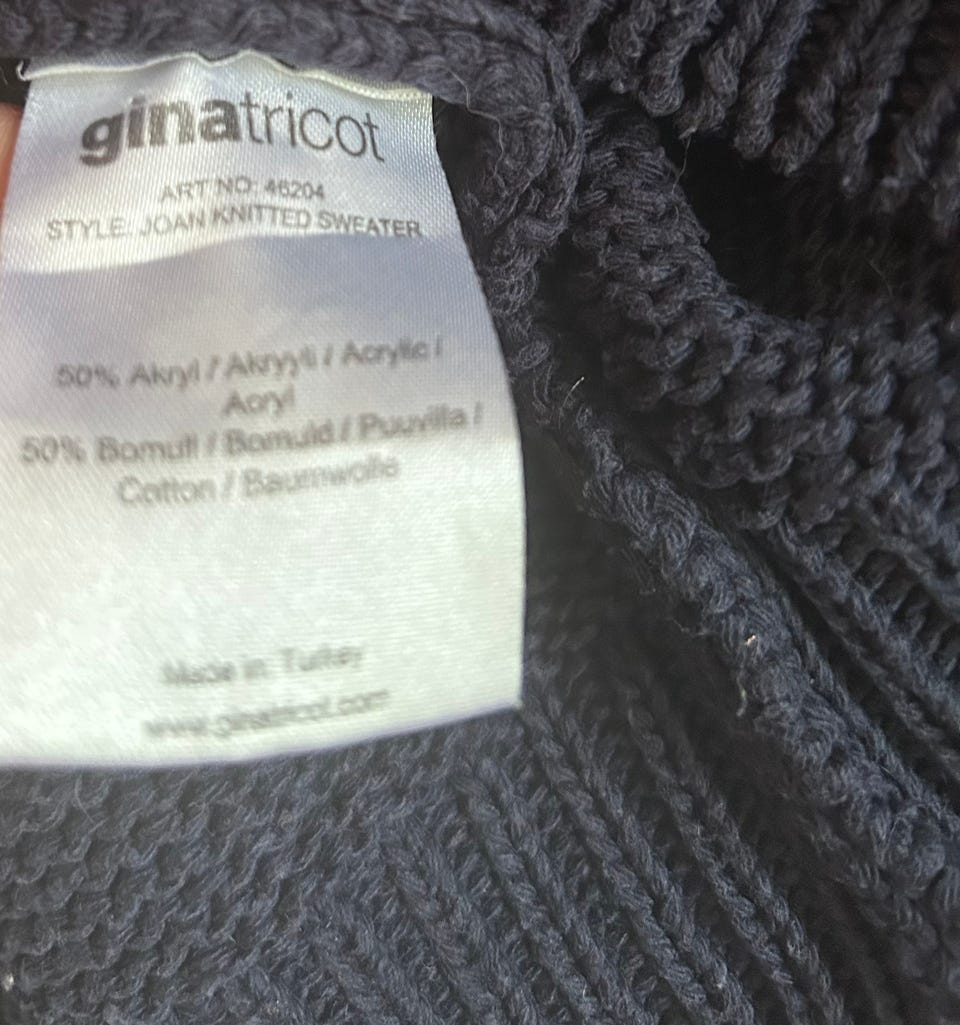 ginatricot
ART NO: 46204
STYLE: JOAN KNITTED SWEATER
50% Akryl / Akryyli / Acrylic /
Acryl
50% Bomull / Bomuld / Puuvilla /
Cotton / Baumwolle
Made in: Turkey
www.ginatricot.com